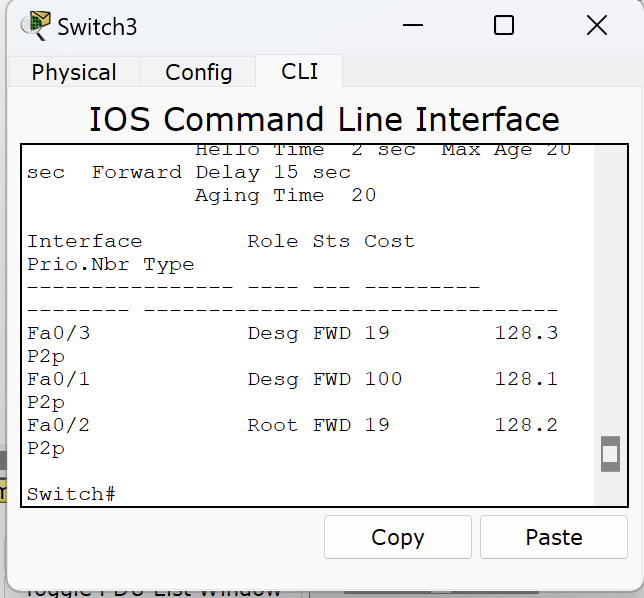 Switch3
Physical Config CLI
IOS Command Line Interface
Hello Time  2 sec  Max Age 20
sec  Forward Delay 15 sec
Aging Time  20
Interface        Role Sts Cost
Prio.Nbr Type
---------------- ---- --- ---------
-------- --------------------------------
Fa0/3            Desg FWD 19        128.3
P2p
Fa0/1            Desg FWD 100       128.1
P2p
Fa0/2            Root FWD 19        128.2
P2p
Switch#
Copy Paste
Toggle PDU List Window